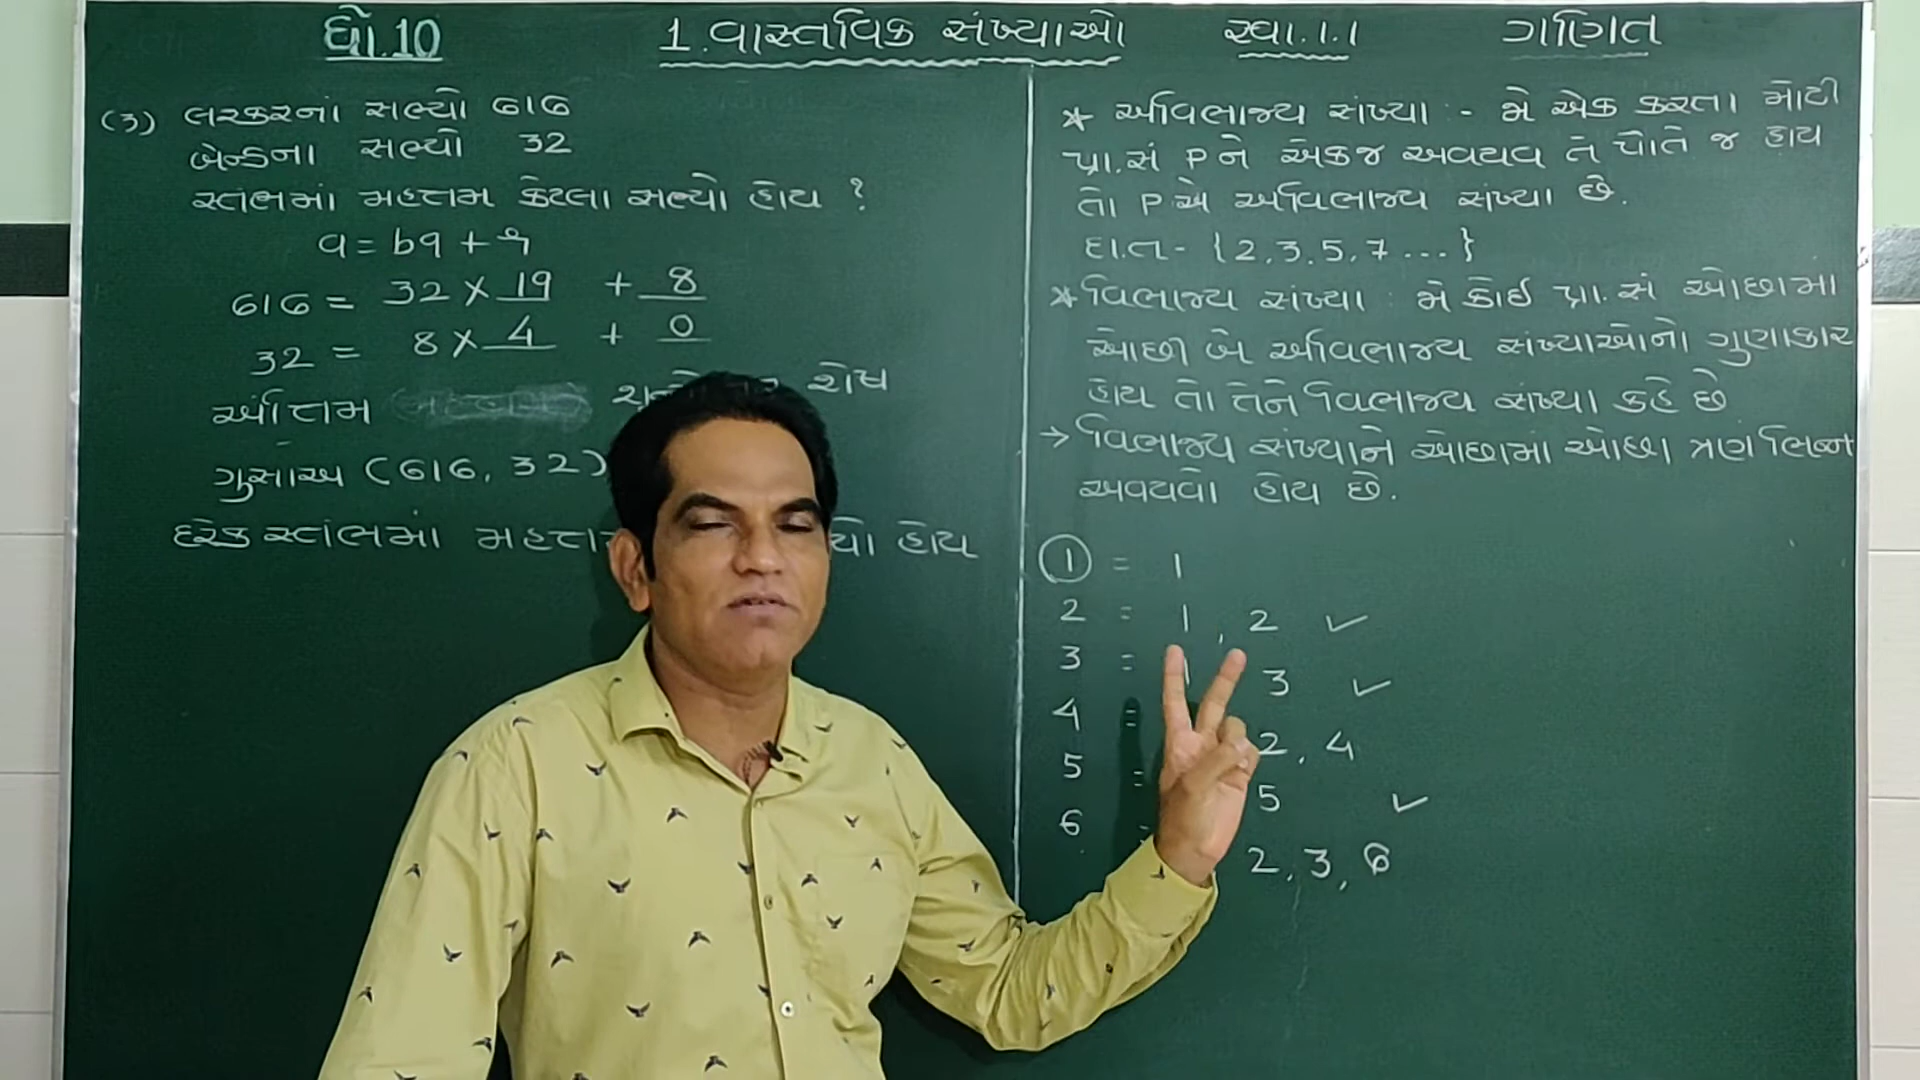 ધો.10
1. વાસ્તવિક સંખ્યાઓ
સ્વા.1.1
ગણિત
(3) લશ્કરનાં સભ્યો 616
બેન્ડના સભ્યો 32
સ્તંભમાં મહત્તમ કેટલા સભ્યો હોય ?
a = bq + r
616 = 32 × 19 + 8
32 = 8 × 4 + 0
અંતિમ શેષ
ગુસાઅ (616, 32)
દરેક સ્તંભમાં હોય
* અવિભાજ્ય સંખ્યા :- જો એક કરતા મોટી
પ્રા.સં P ને એક જ અવયવ તે પોતે જ હોય
તો P એ અવિભાજ્ય સંખ્યા છે.
દા.ત- {2,3,5,7...}
* વિભાજ્ય સંખ્યા : જો કોઈ પ્રા.સં ઓછામાં
ઓછી બે અવિભાજ્ય સંખ્યાઓનો ગુણાકાર
હોય તો તેને વિભાજ્ય સંખ્યા કહે છે
→ વિભાજ્ય સંખ્યાને ઓછામાં ઓછા ત્રણ ભિન્ન
અવયવો હોય છે.
1 = 1
2 = 1, 2 ✓
3 = 1 3 ✓
4 = 2, 4
5 = 5 ✓
6 = 2, 3, 6